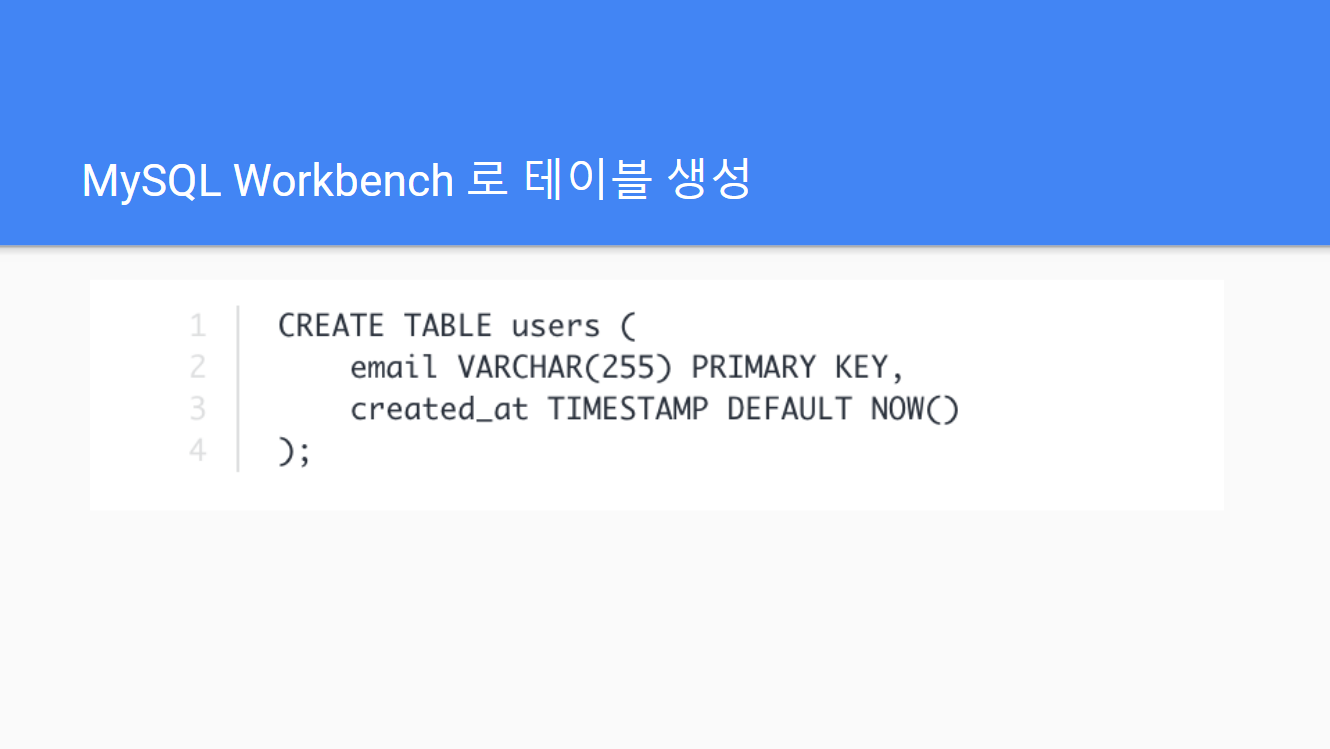 MySQL Workbench 로 테이블 생성
1 CREATE TABLE users (
2     email VARCHAR(255) PRIMARY KEY,
3     created_at TIMESTAMP DEFAULT NOW()
4 );